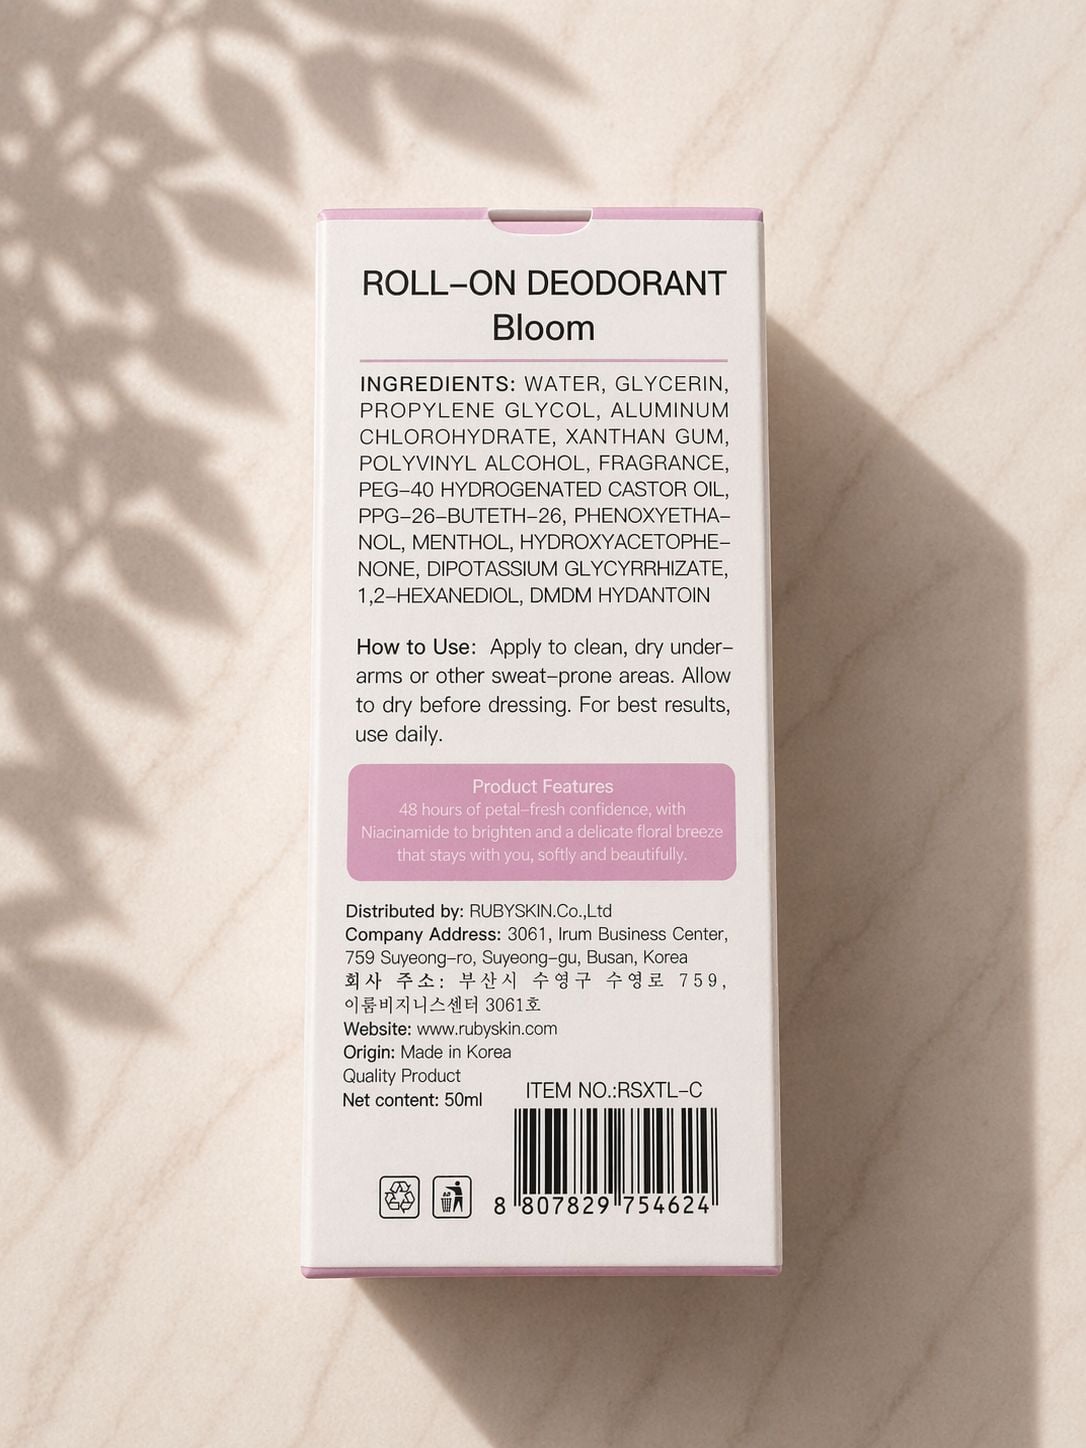 ROLL-ON DEODORANT
Bloom
INGREDIENTS: WATER, GLYCERIN,
PROPYLENE GLYCOL, ALUMINUM
CHLOROHYDRATE, XANTHAN GUM,
POLYVINYL ALCOHOL, FRAGRANCE,
PEG-40 HYDROGENATED CASTOR OIL,
PPG-26-BUTETH-26, PHENOXYETHA-
NOL, MENTHOL, HYDROXYACETOPHE-
NONE, DIPOTASSIUM GLYCYRRHIZATE,
1,2-HEXANEDIOL, DMDM HYDANTOIN
How to Use: Apply to clean, dry under-
arms or other sweat-prone areas. Allow
to dry before dressing. For best results,
use daily.
Product Features
48 hours of petal-fresh confidence, with
Niacinamide to brighten and a delicate floral breeze
that stays with you, softly and beautifully.
Distributed by: RUBYSKIN.Co.,Ltd
Company Address: 3061, Irum Business Center,
759 Suyeong-ro, Suyeong-gu, Busan, Korea
회사 주소: 부산시 수영구 수영로 759,
이룸비지니스센터 3061호
Website: www.rubyskin.com
Origin: Made in Korea
Quality Product
Net content: 50ml
ITEM NO.:RSXTL-C
8 807829 754624